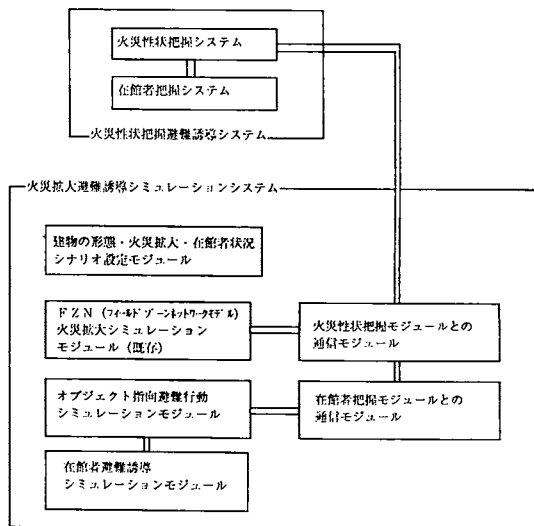 火災性状把握システム
在館者把握システム
火災性状把握避難誘導システム
火災拡大避難誘導シミュレーションシステム
建物の形態・火災拡大・在館者状況
シナリオ設定モジュール
FZN（フィールドゾーンネットワークモデル）
火災拡大シミュレーション
モジュール（既存）
火災性状把握モジュールとの
通信モジュール
オブジェクト指向避難行動
シミュレーションモジュール
在館者把握モジュールとの
通信モジュール
在館者避難誘導
シミュレーションモジュール